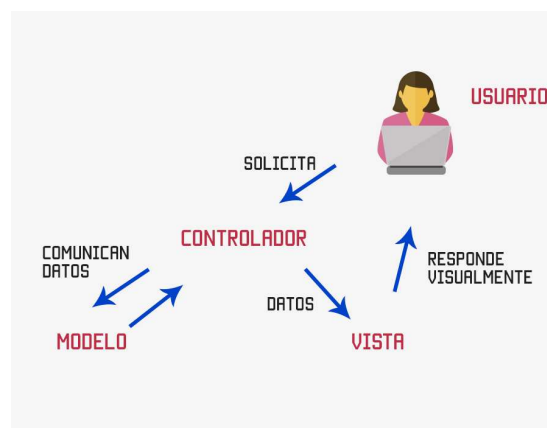 USUARIO
SOLICITA
CONTROLADOR
COMUNICAN
DATOS
RESPONDE
VISUALMENTE
DATOS
MODELO
VISTA